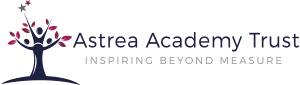 Astrea Academy Trust
INSPIRING BEYOND MEASURE